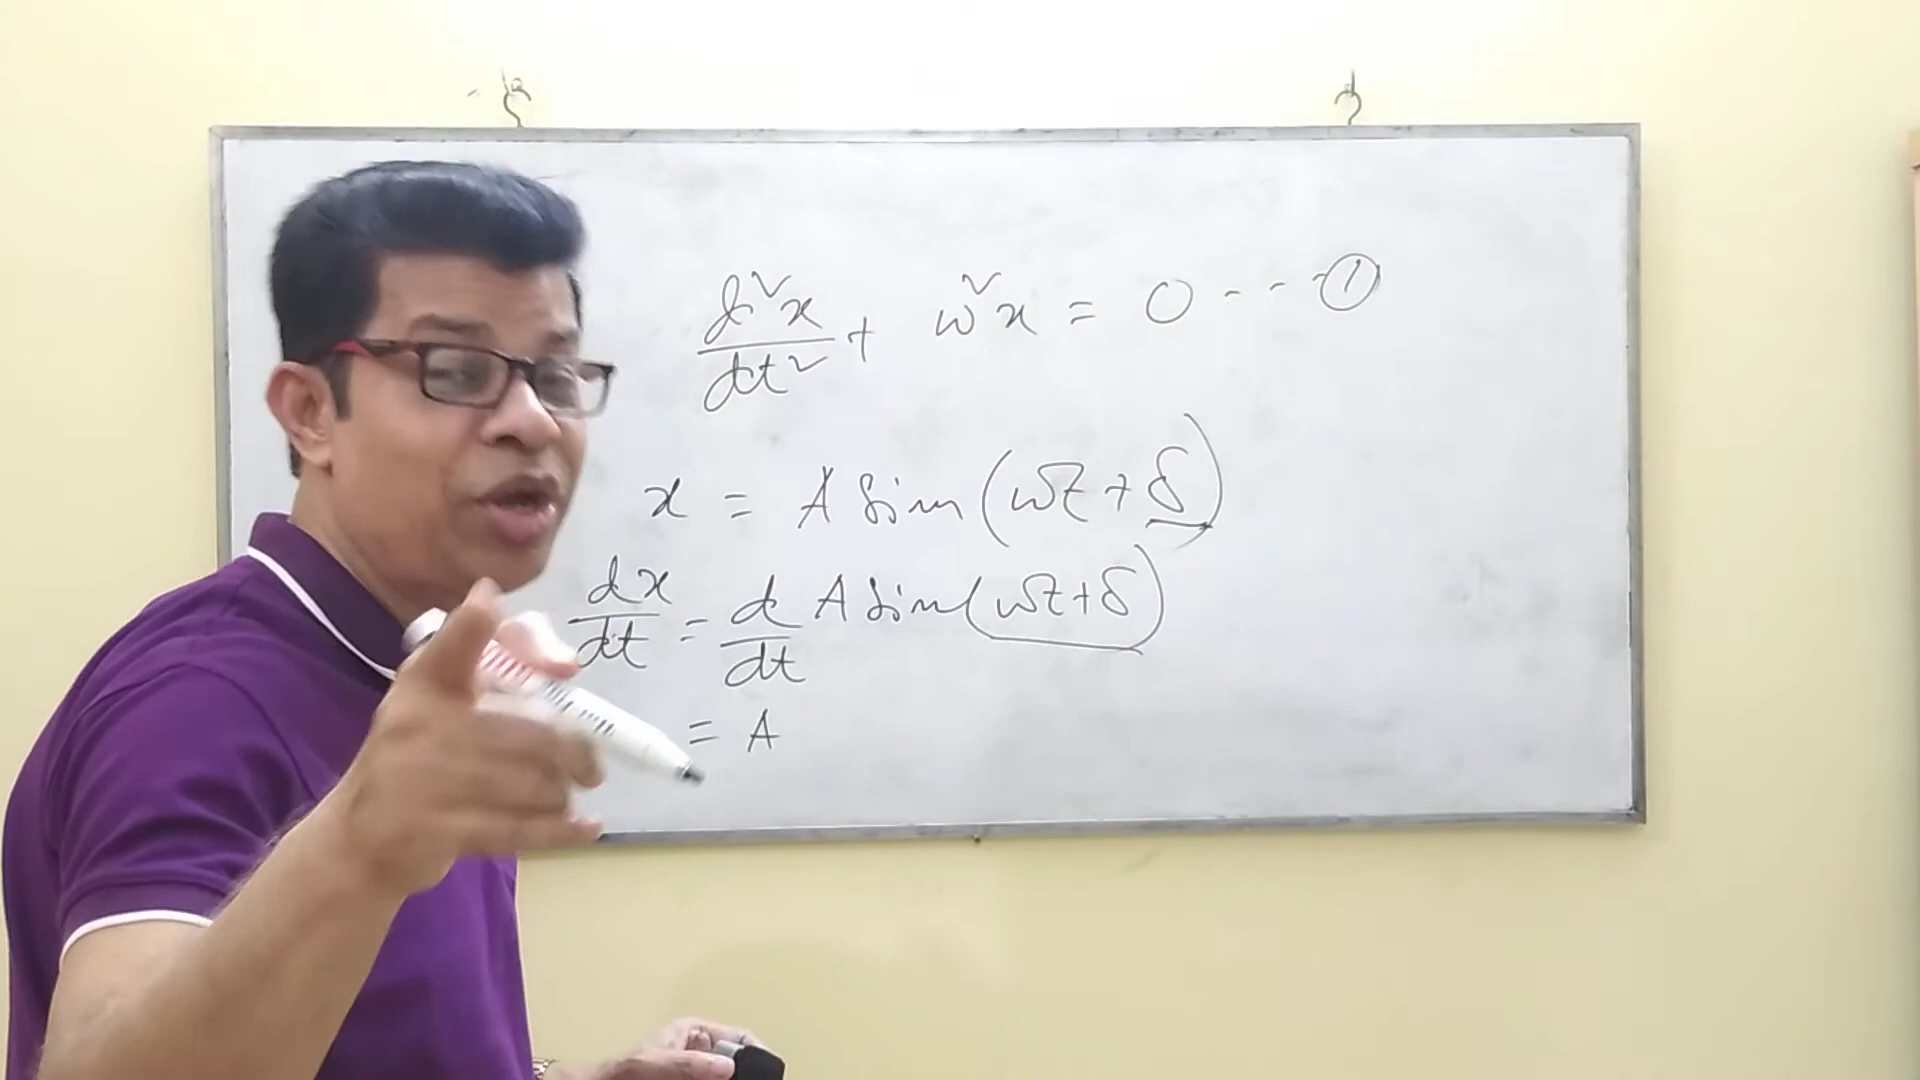 d²x/dt² + ω²x = 0 - - - ①
x = A sin(ωt + δ)
dx/dt = d/dt A sin(ωt + δ)
= A